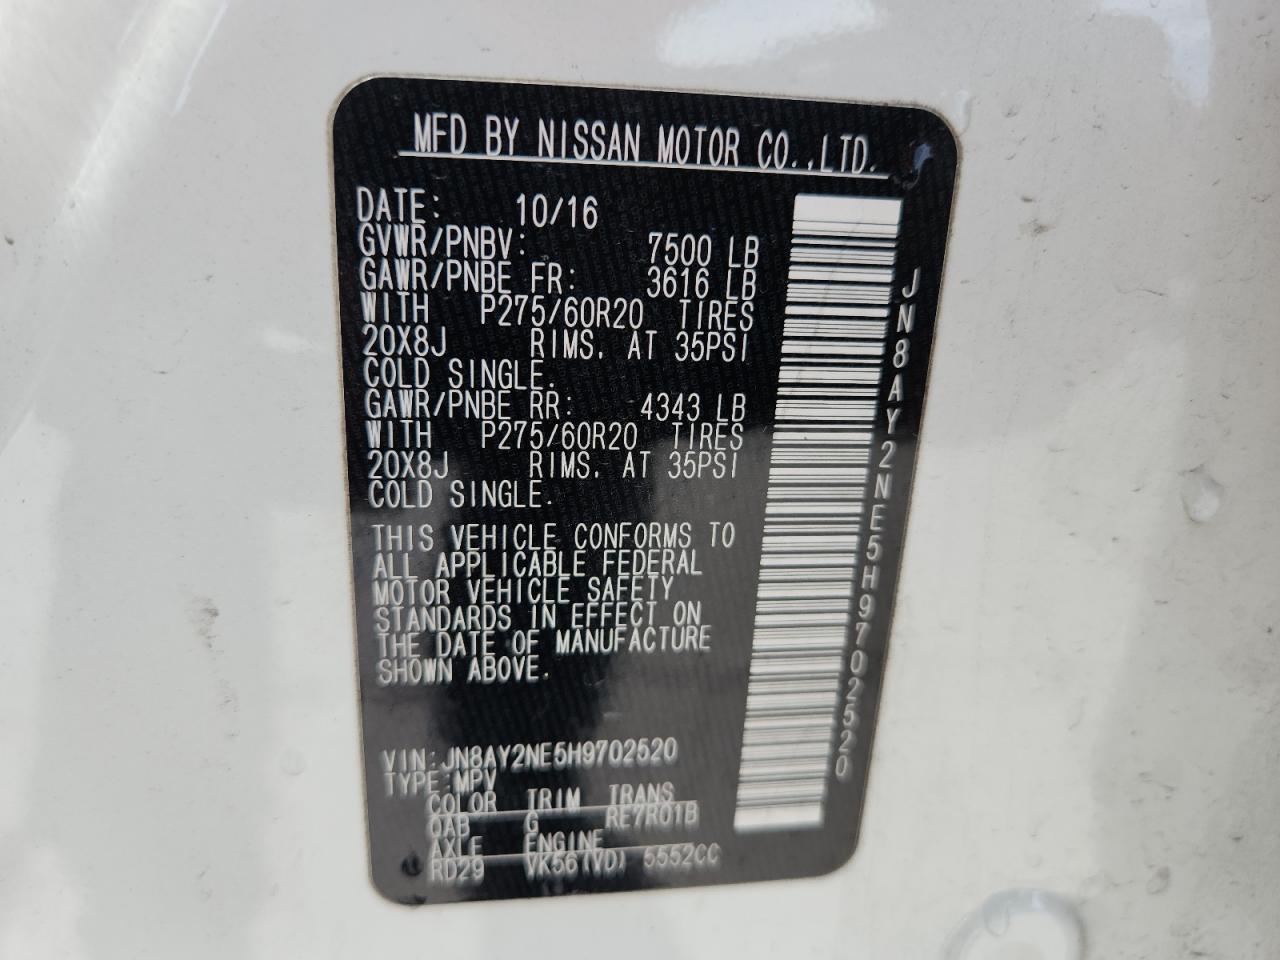 MFD BY NISSAN MOTOR CO.,LTD.
DATE: 10/16
GVWR/PNBV: 7500 LB
GAWR/PNBE FR: 3616 LB
WITH P275/60R20 TIRES
20X8J RIMS. AT 35PSI
COLD SINGLE.
GAWR/PNBE RR: 4343 LB
WITH P275/60R20 TIRES
20X8J RIMS. AT 35PSI
COLD SINGLE.
THIS VEHICLE CONFORMS TO
ALL APPLICABLE FEDERAL
MOTOR VEHICLE SAFETY
STANDARDS IN EFFECT ON
THE DATE OF MANUFACTURE
SHOWN ABOVE.
VIN:JN8AY2NE5H9702520
TYPE:MPV
COLOR TRIM TRANS
QAB G RE7R01B
AXLE ENGINE
RD29 VK56(VD) 5552CC
JN8AY2NE5H9702520